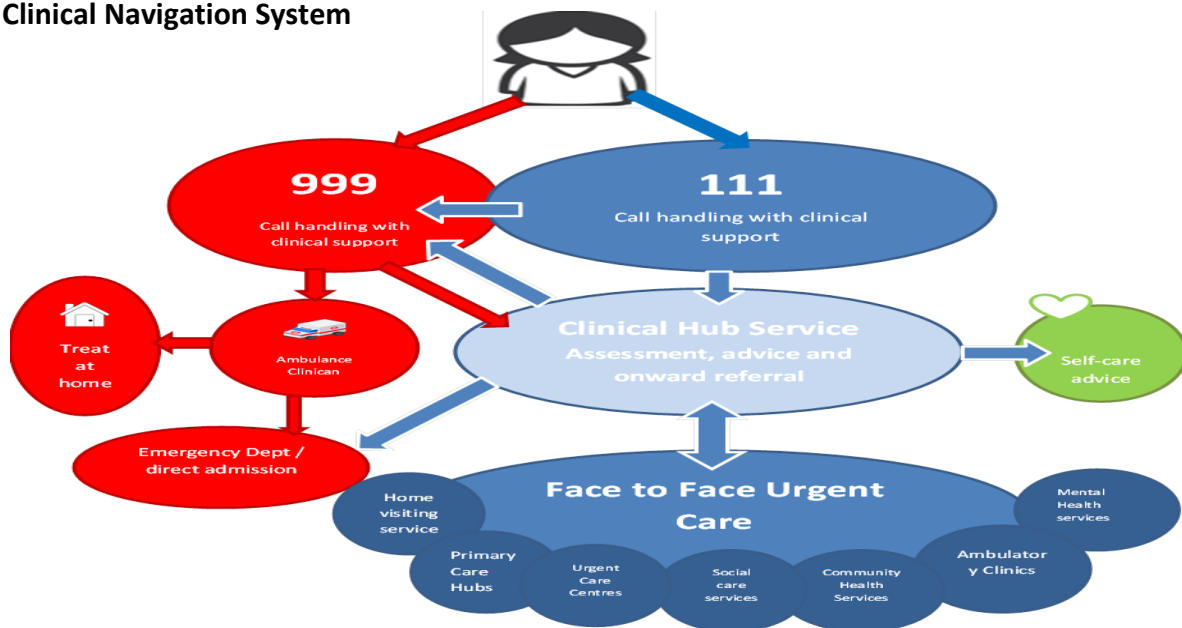 Clinical Navigation System
999
Call handling with
clinical support
111
Call handling with clinical
support
Treat
at
home
Ambulance
Clinican
Clinical Hub Service
Assessment, advice and
onward referral
Self-care
advice
Emergency Dept /
direct admission
Face to Face Urgent
Care
Home
visiting
service
Primary
Care
Hubs
Urgent
Care
Centres
Social
care
services
Community
Health
Services
Ambulator
y Clinics
Mental
Health
services